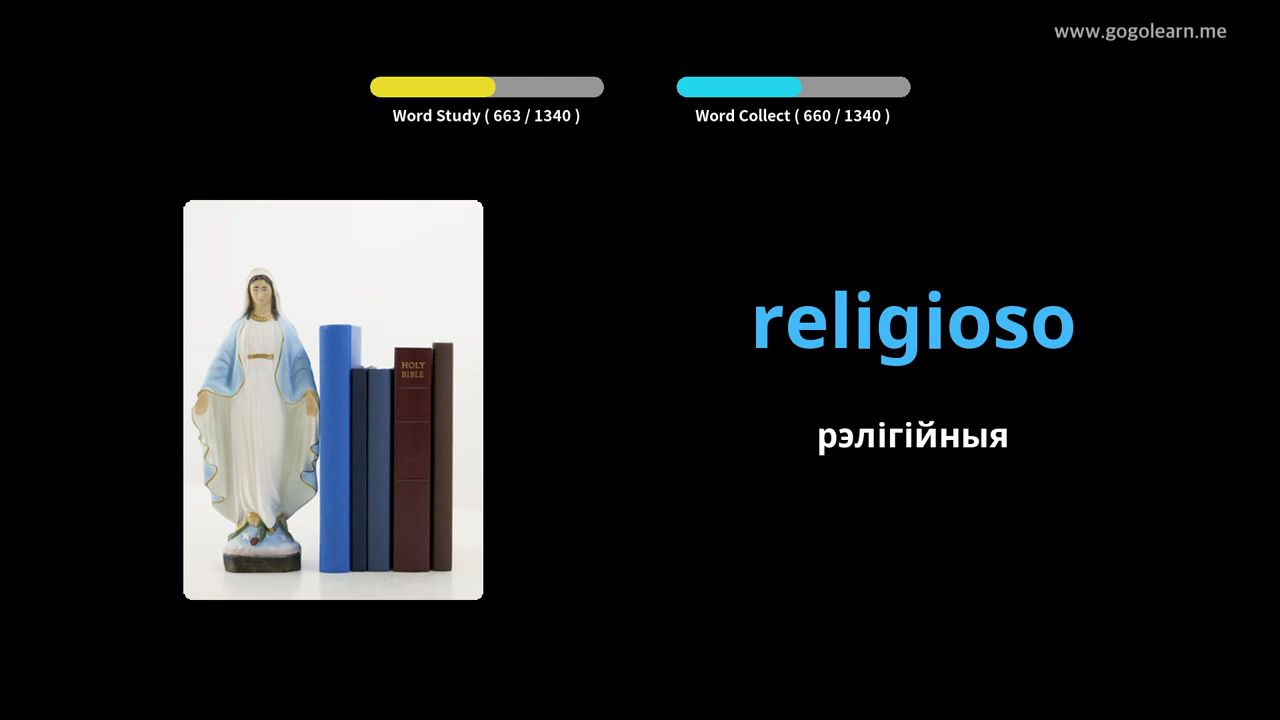 www.gogolearn.me
Word Study ( 663 / 1340 )
Word Collect ( 660 / 1340 )
HOLY
BIBLE
religioso
рэлігійныя